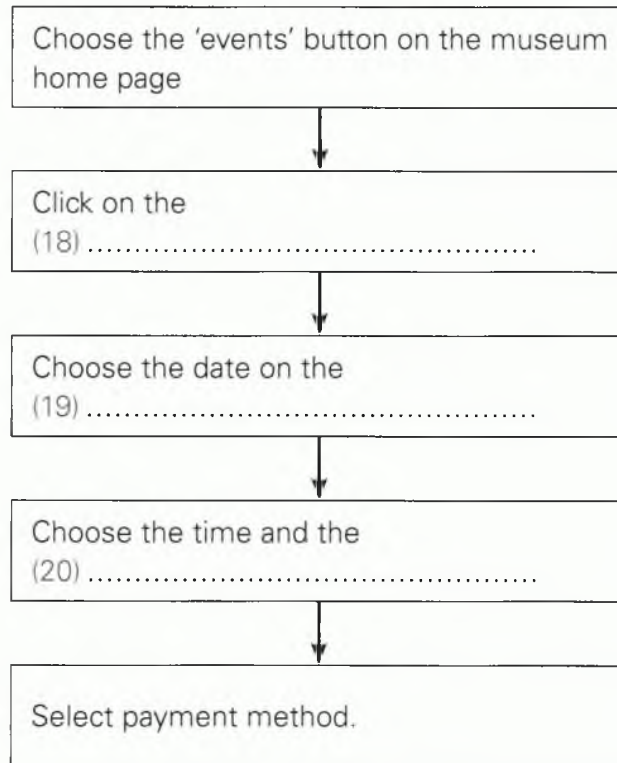 Choose the 'events' button on the museum
home page
Click on the
(18) ................................................
Choose the date on the
(19) ................................................
Choose the time and the
(20) ................................................
Select payment method.